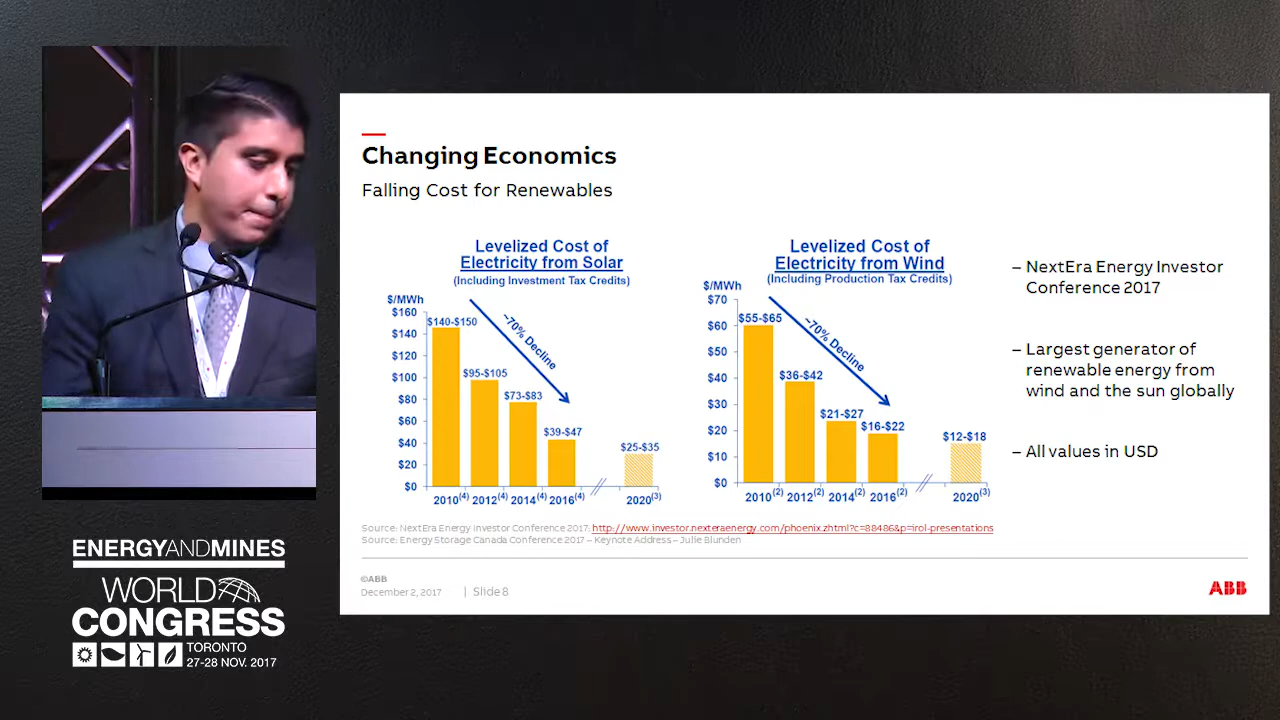 Changing Economics
Falling Cost for Renewables
Levelized Cost of
Electricity from Solar
(Including Investment Tax Credits)
$/MWh
$160
$140
$120
$100
$80
$60
$40
$20
$0
$140-$150
$95-$105
$73-$83
$39-$47
$25-$35
~70% Decline
2010(4) 2012(4) 2014(4) 2016(4) 2020(3)
Levelized Cost of
Electricity from Wind
(Including Production Tax Credits)
$/MWh
$70
$60
$50
$40
$30
$20
$10
$0
$55-$65
$36-$42
$21-$27
$16-$22
$12-$18
~70% Decline
2010(2) 2012(2) 2014(2) 2016(2) 2020(3)
– NextEra Energy Investor
Conference 2017
– Largest generator of
renewable energy from
wind and the sun globally
– All values in USD
Source: NextEra Energy Investor Conference 2017; http://www.investor.nexteraenergy.com/phoenix.zhtml?c=88486&p=irol-presentations
Source: Energy Storage Canada Conference 2017 – Keynote Address – Julie Blunden
©ABB
December 2, 2017 | Slide 8
ABB
ENERGYANDMINES
WORLD
CONGRESS
TORONTO
27-28 NOV. 2017